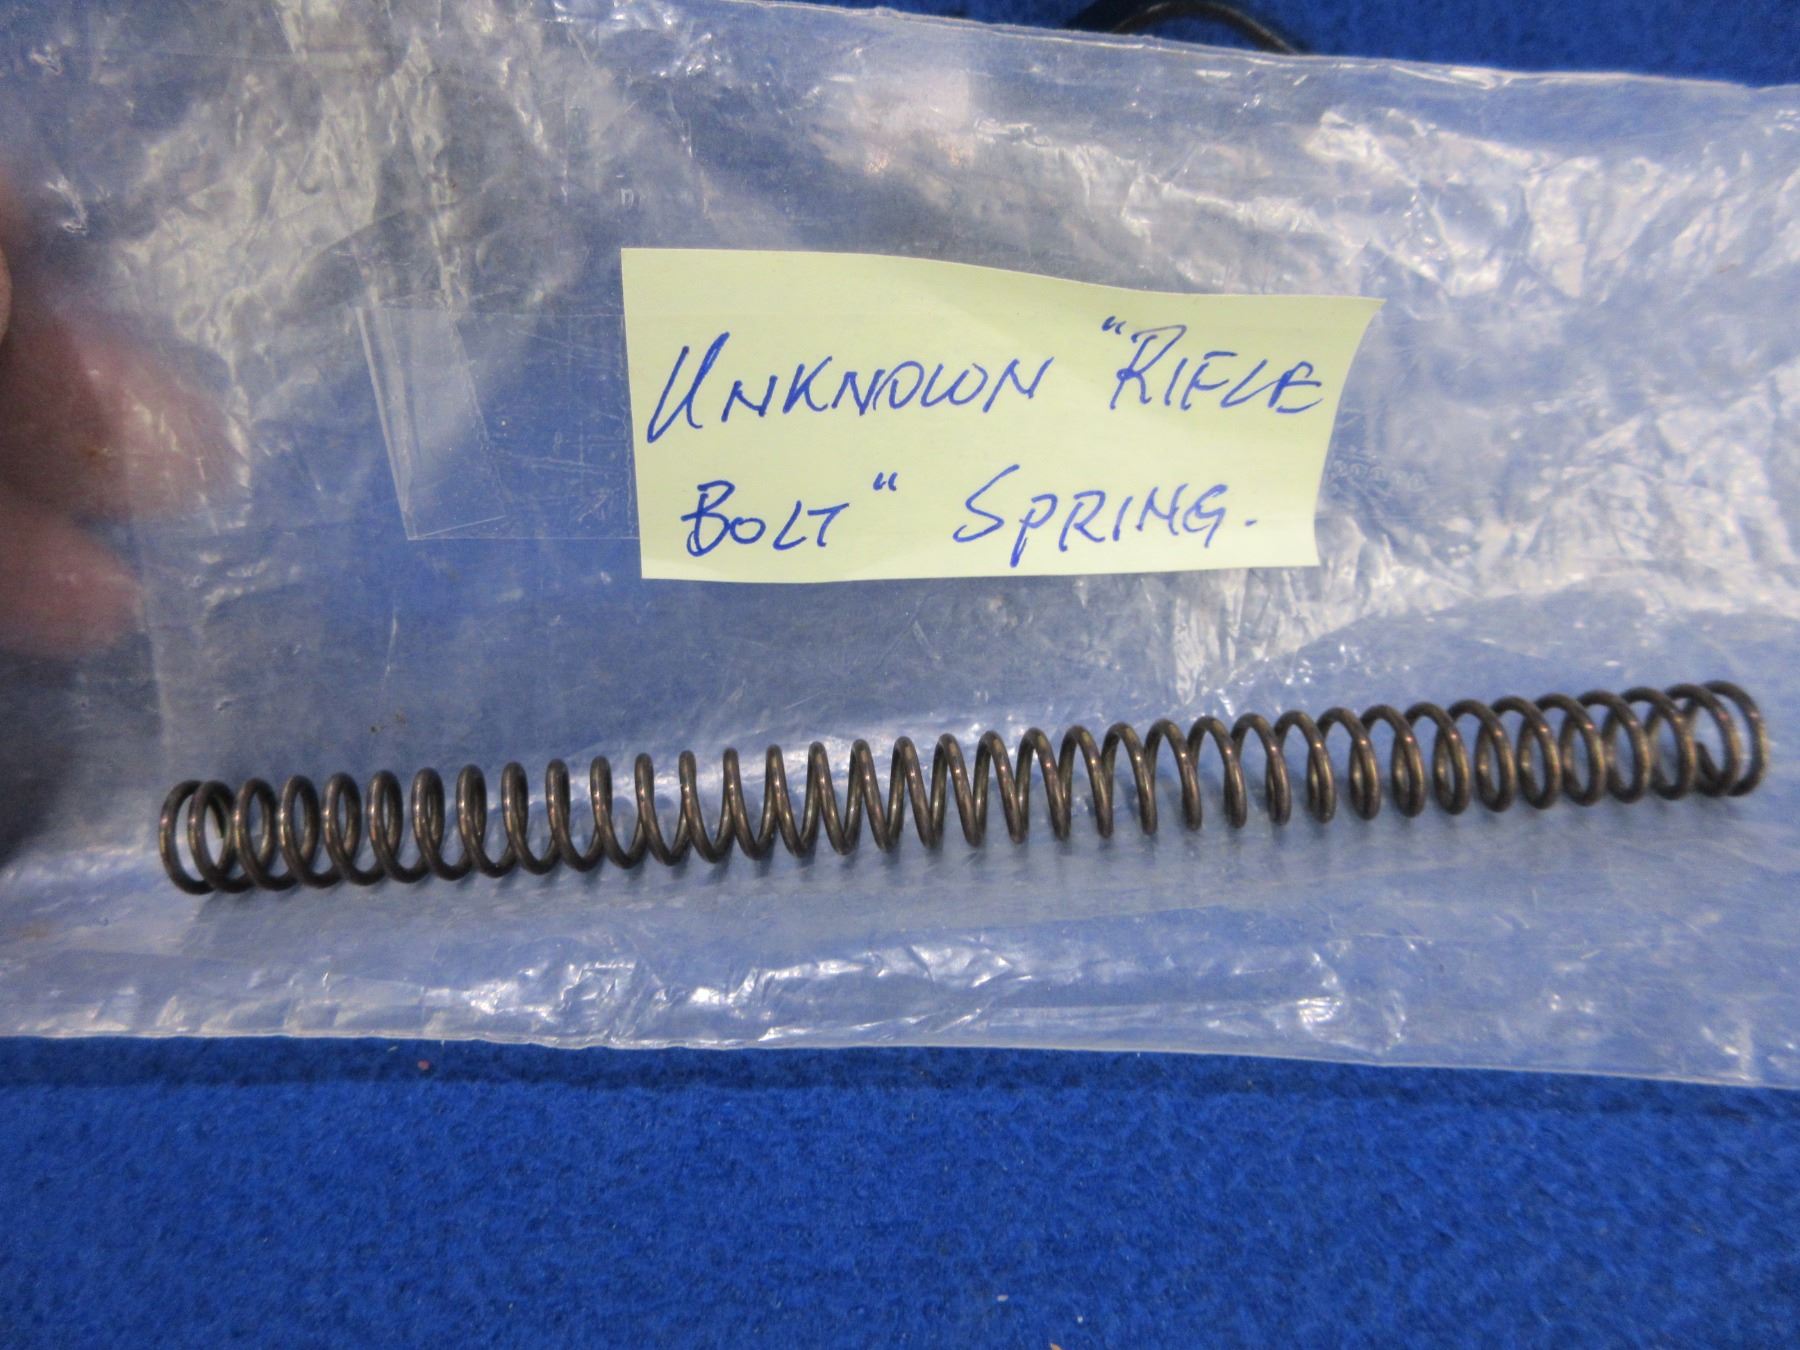 UNKNOWN "RIFLE
BOLT" SPRING.